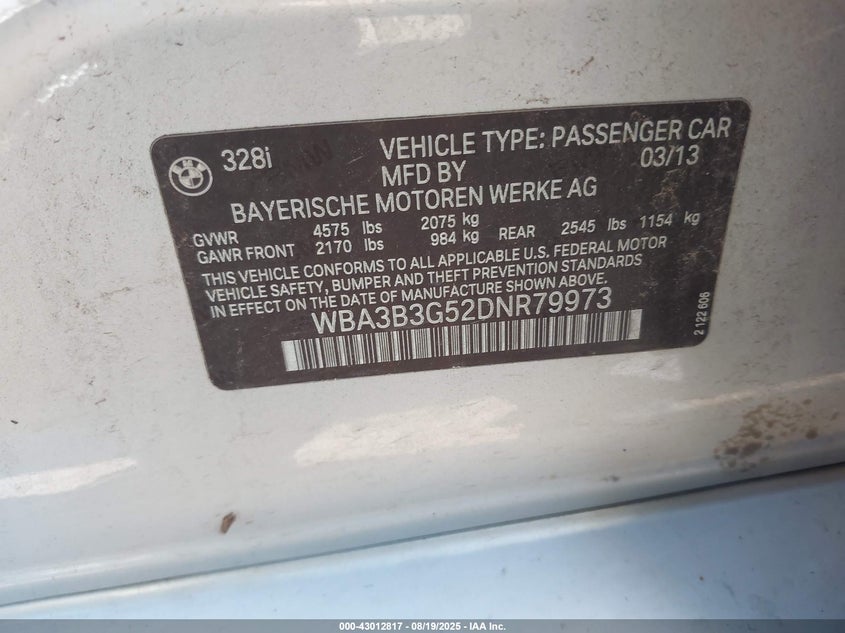 328i VEHICLE TYPE: PASSENGER CAR
MFD BY 03/13
BAYERISCHE MOTOREN WERKE AG
GVWR 4575 lbs 2075 kg
GAWR FRONT 2170 lbs 984 kg REAR 2545 lbs 1154 kg
THIS VEHICLE CONFORMS TO ALL APPLICABLE U.S. FEDERAL MOTOR
VEHICLE SAFETY, BUMPER AND THEFT PREVENTION STANDARDS
IN EFFECT ON THE DATE OF MANUFACTURE SHOWN ABOVE.
WBA3B3G52DNR79973
2 122 606
000-43012817 - 08/19/2025 - IAA Inc.